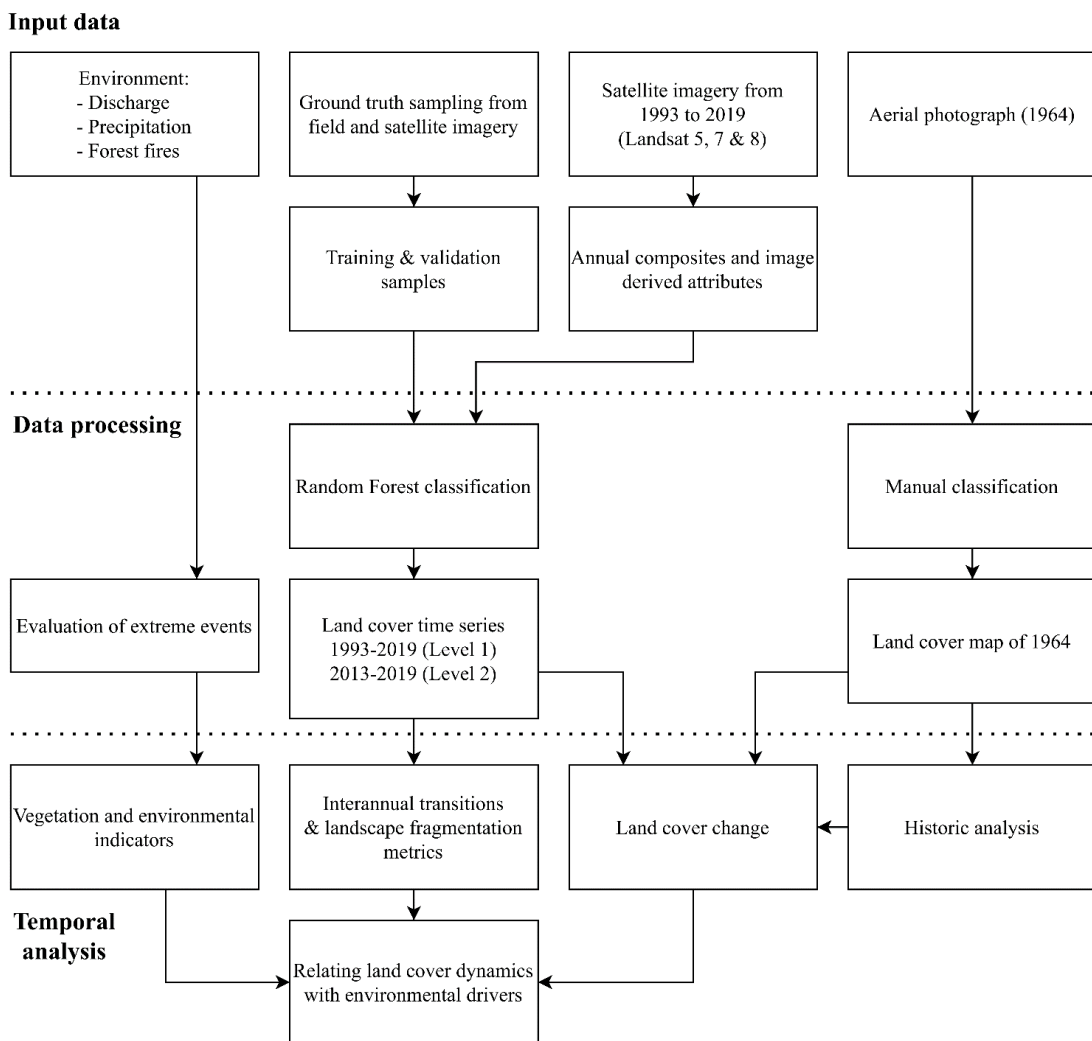 Input data
Environment:
- Discharge
- Precipitation
- Forest fires
Ground truth sampling from
field and satellite imagery
Satellite imagery from
1993 to 2019
(Landsat 5, 7 & 8)
Aerial photograph (1964)
Training & validation
samples
Annual composites and image
derived attributes
Data processing
Random Forest classification
Manual classification
Evaluation of extreme events
Land cover time series
1993-2019 (Level 1)
2013-2019 (Level 2)
Land cover map of 1964
Vegetation and environmental
indicators
Interannual transitions
& landscape fragmentation
metrics
Land cover change
Historic analysis
Temporal
analysis
Relating land cover dynamics
with environmental drivers